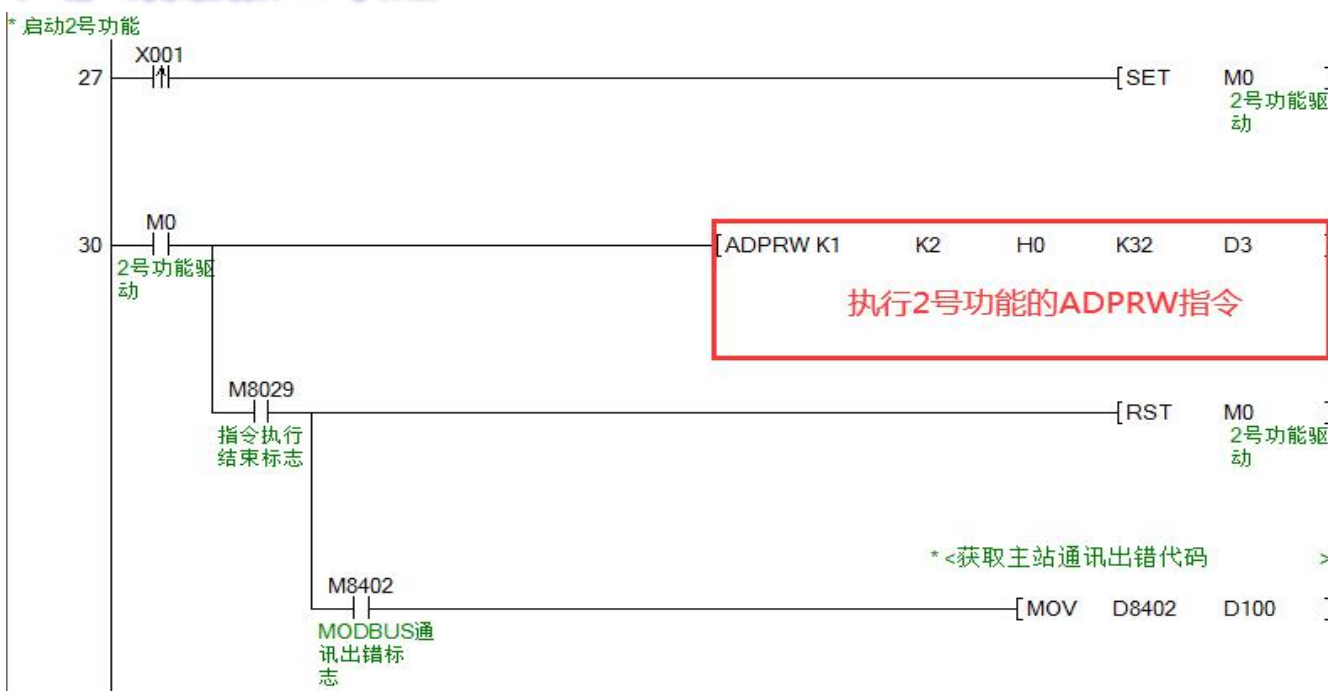 * 启动2号功能
X001
27
[SET M0 ]
2号功能驱
动
M0
30
[ADPRW K1 K2 H0 K32 D3 ]
2号功能驱
动
执行2号功能的ADPRW指令
M8029
[RST M0 ]
指令执行
结束标志
2号功能驱
动
*<获取主站通讯出错代码 >
M8402
[MOV D8402 D100 ]
MODBUS通
讯出错标
志